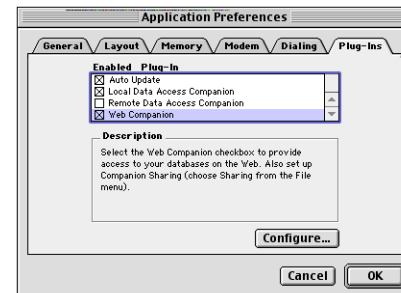 Application Preferences
General Layout Memory Modem Dialing Plug-Ins
Enabled Plug-In
Auto Update
Local Data Access Companion
Remote Data Access Companion
Web Companion
Description
Select the Web Companion checkbox to provide
access to your databases on the Web. Also set up
Companion Sharing (choose Sharing from the File
menu).
Configure...
Cancel OK